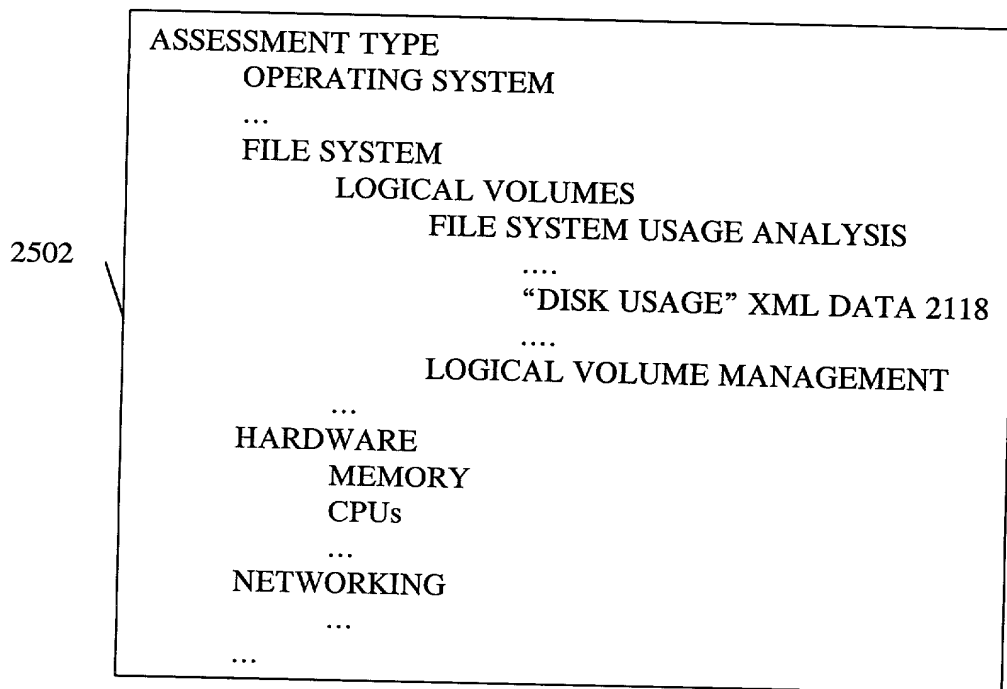 ASSESSMENT TYPE
OPERATING SYSTEM
...
FILE SYSTEM
LOGICAL VOLUMES
FILE SYSTEM USAGE ANALYSIS
2502
....
“DISK USAGE” XML DATA 2118
....
LOGICAL VOLUME MANAGEMENT
...
HARDWARE
MEMORY
CPUs
...
NETWORKING
...
...